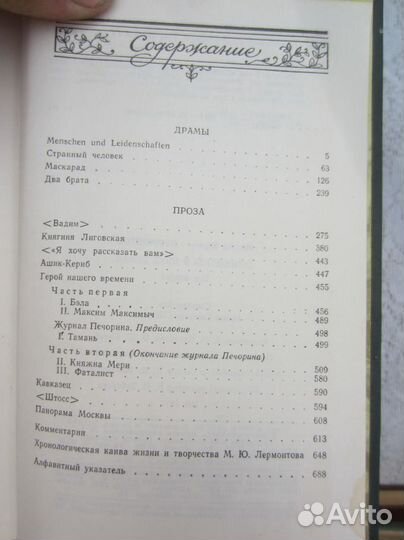 Содержание
ДРАМЫ
Menschen und Leidenschaften 5
Странный человек 63
Маскарад 126
Два брата 239
ПРОЗА
<Вадим> 275
Княгиня Лиговская 380
<«Я хочу рассказать вам»> 443
Ашик-Кериб 447
Герой нашего времени 455
Часть первая
I. Бэла 456
II. Максим Максимыч 489
Журнал Печорина. Предисловие 498
I. Тамань 499
Часть вторая (Окончание журнала Печорина)
II. Княжна Мери 509
III. Фаталист 580
Кавказец 590
<Штосс> 594
Панорама Москвы 608
Комментарии 613
Хронологическая канва жизни и творчества М. Ю. Лермонтова 648
Алфавитный указатель 688
Avito